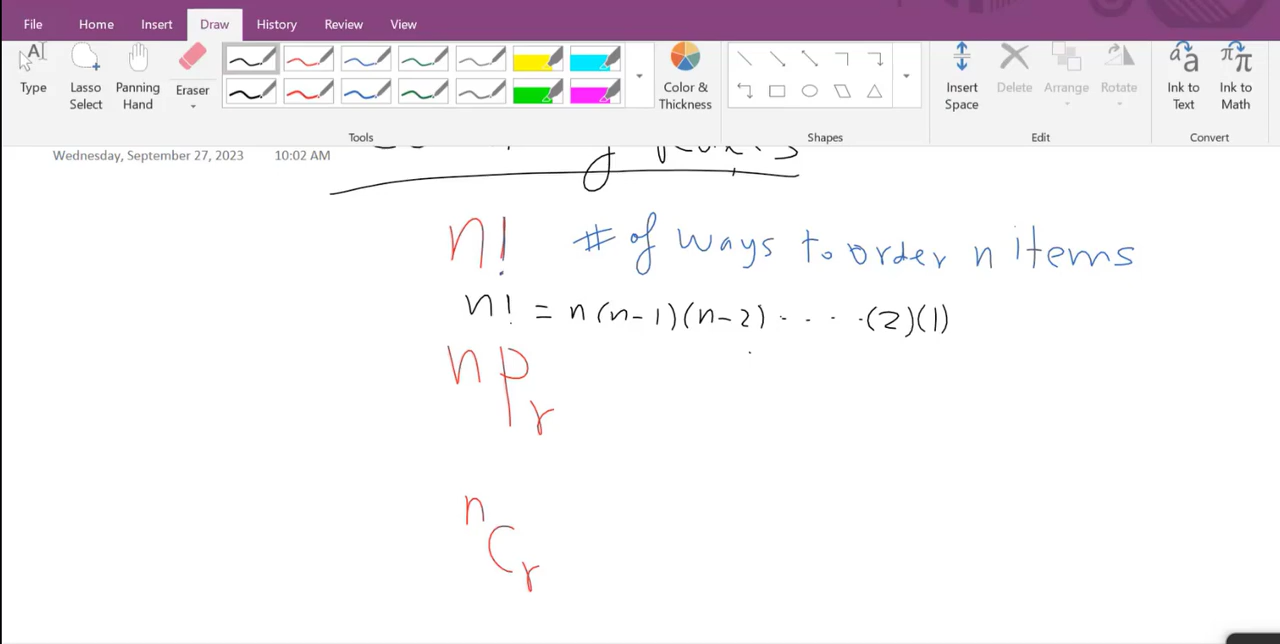 File Home Insert Draw History Review View
Type
Lasso Select
Panning Hand
Eraser
Color & Thickness
Insert Space
Delete
Arrange
Rotate
Ink to Text
Ink to Math
Tools
Shapes
Edit
Convert
Wednesday, September 27, 2023 10:02 AM
n! # of ways to order n items
n! = n(n-1)(n-2) ..... (2)(1)
nPr
nCr